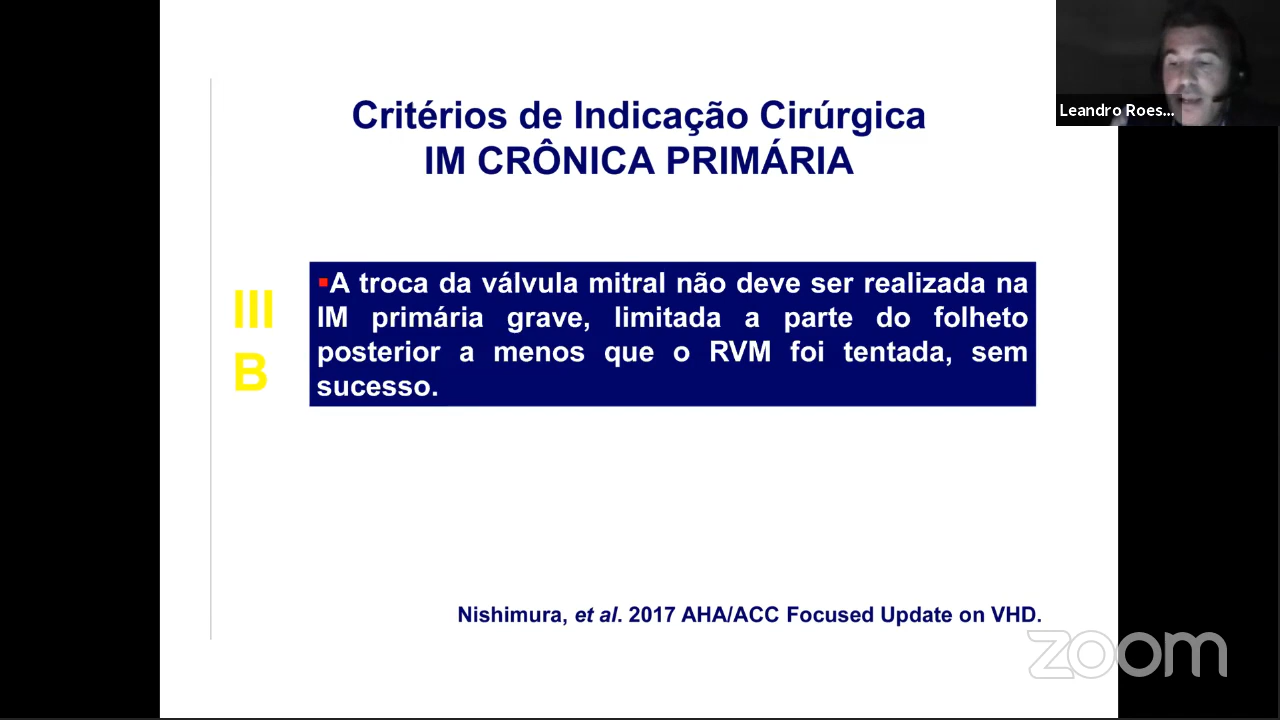 Leandro Roes...
Critérios de Indicação Cirúrgica
IM CRÔNICA PRIMÁRIA
III
B
▪A troca da válvula mitral não deve ser realizada na
IM primária grave, limitada a parte do folheto
posterior a menos que o RVM foi tentada, sem
sucesso.
Nishimura, et al. 2017 AHA/ACC Focused Update on VHD.
zoom